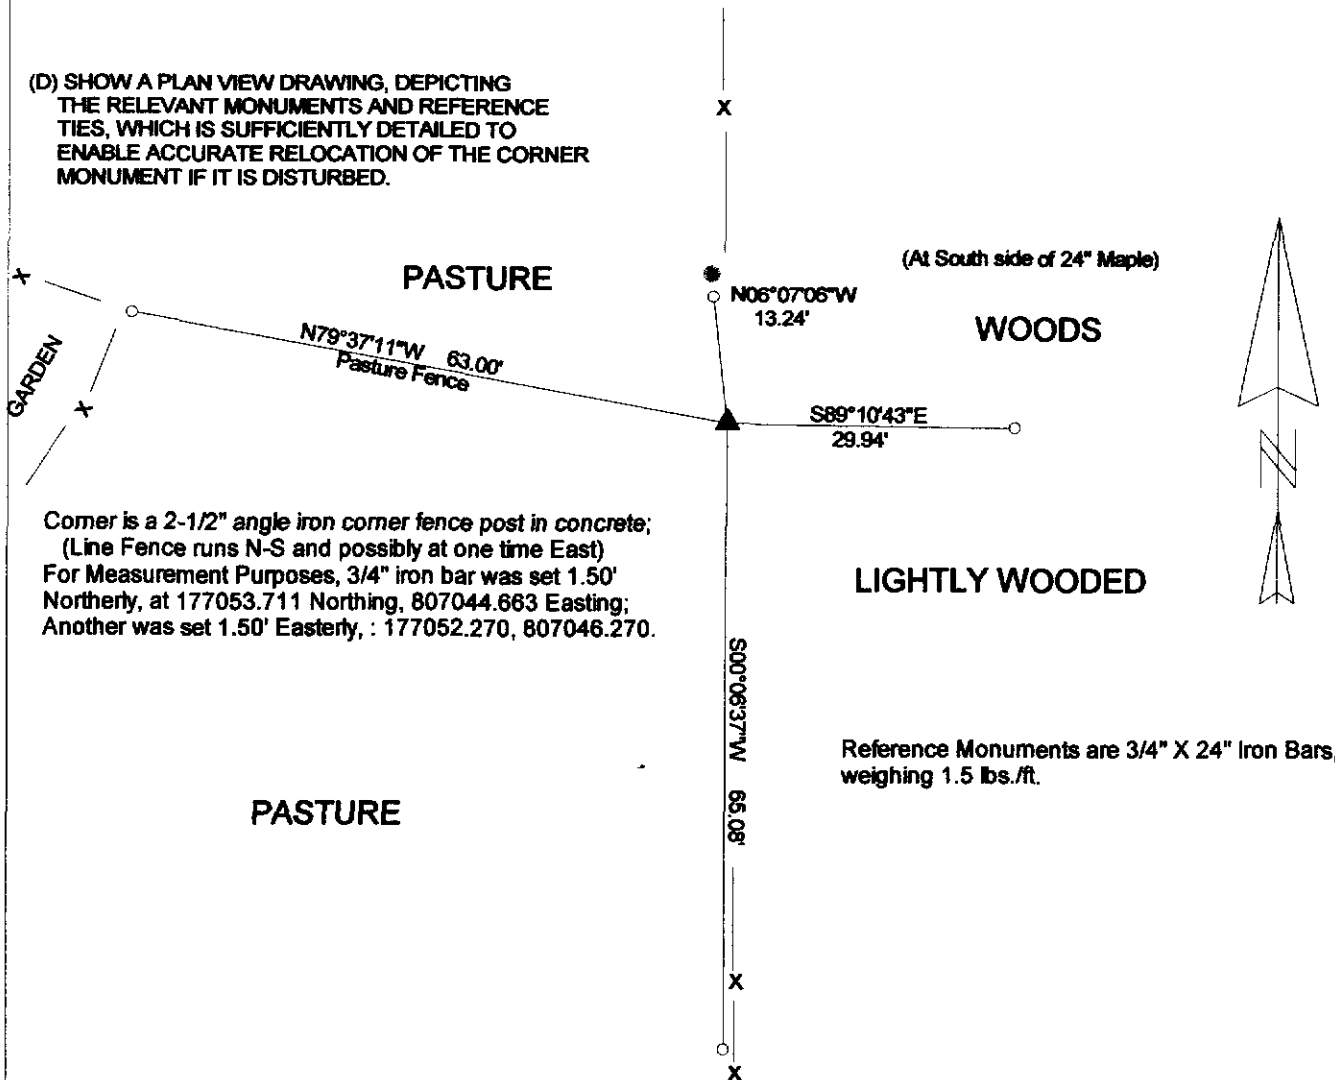 (D) SHOW A PLAN VIEW DRAWING, DEPICTING
THE RELEVANT MONUMENTS AND REFERENCE
TIES, WHICH IS SUFFICIENTLY DETAILED TO
ENABLE ACCURATE RELOCATION OF THE CORNER
MONUMENT IF IT IS DISTURBED.
X
(At South side of 24" Maple)
X
PASTURE
N06°07'06"W
13.24'
WOODS
N79°37'11"W 63.00'
Pasture Fence
GARDEN
X
S89°10'43"E
29.94'
N
Corner is a 2-1/2" angle iron corner fence post in concrete;
(Line Fence runs N-S and possibly at one time East)
For Measurement Purposes, 3/4" iron bar was set 1.50'
Northerly, at 177053.711 Northing, 807044.663 Easting;
Another was set 1.50' Easterly, : 177052.270, 807046.270.
LIGHTLY WOODED
S00°06'37"W 65.08'
Reference Monuments are 3/4" X 24" Iron Bars,
weighing 1.5 lbs./ft.
PASTURE
X
X